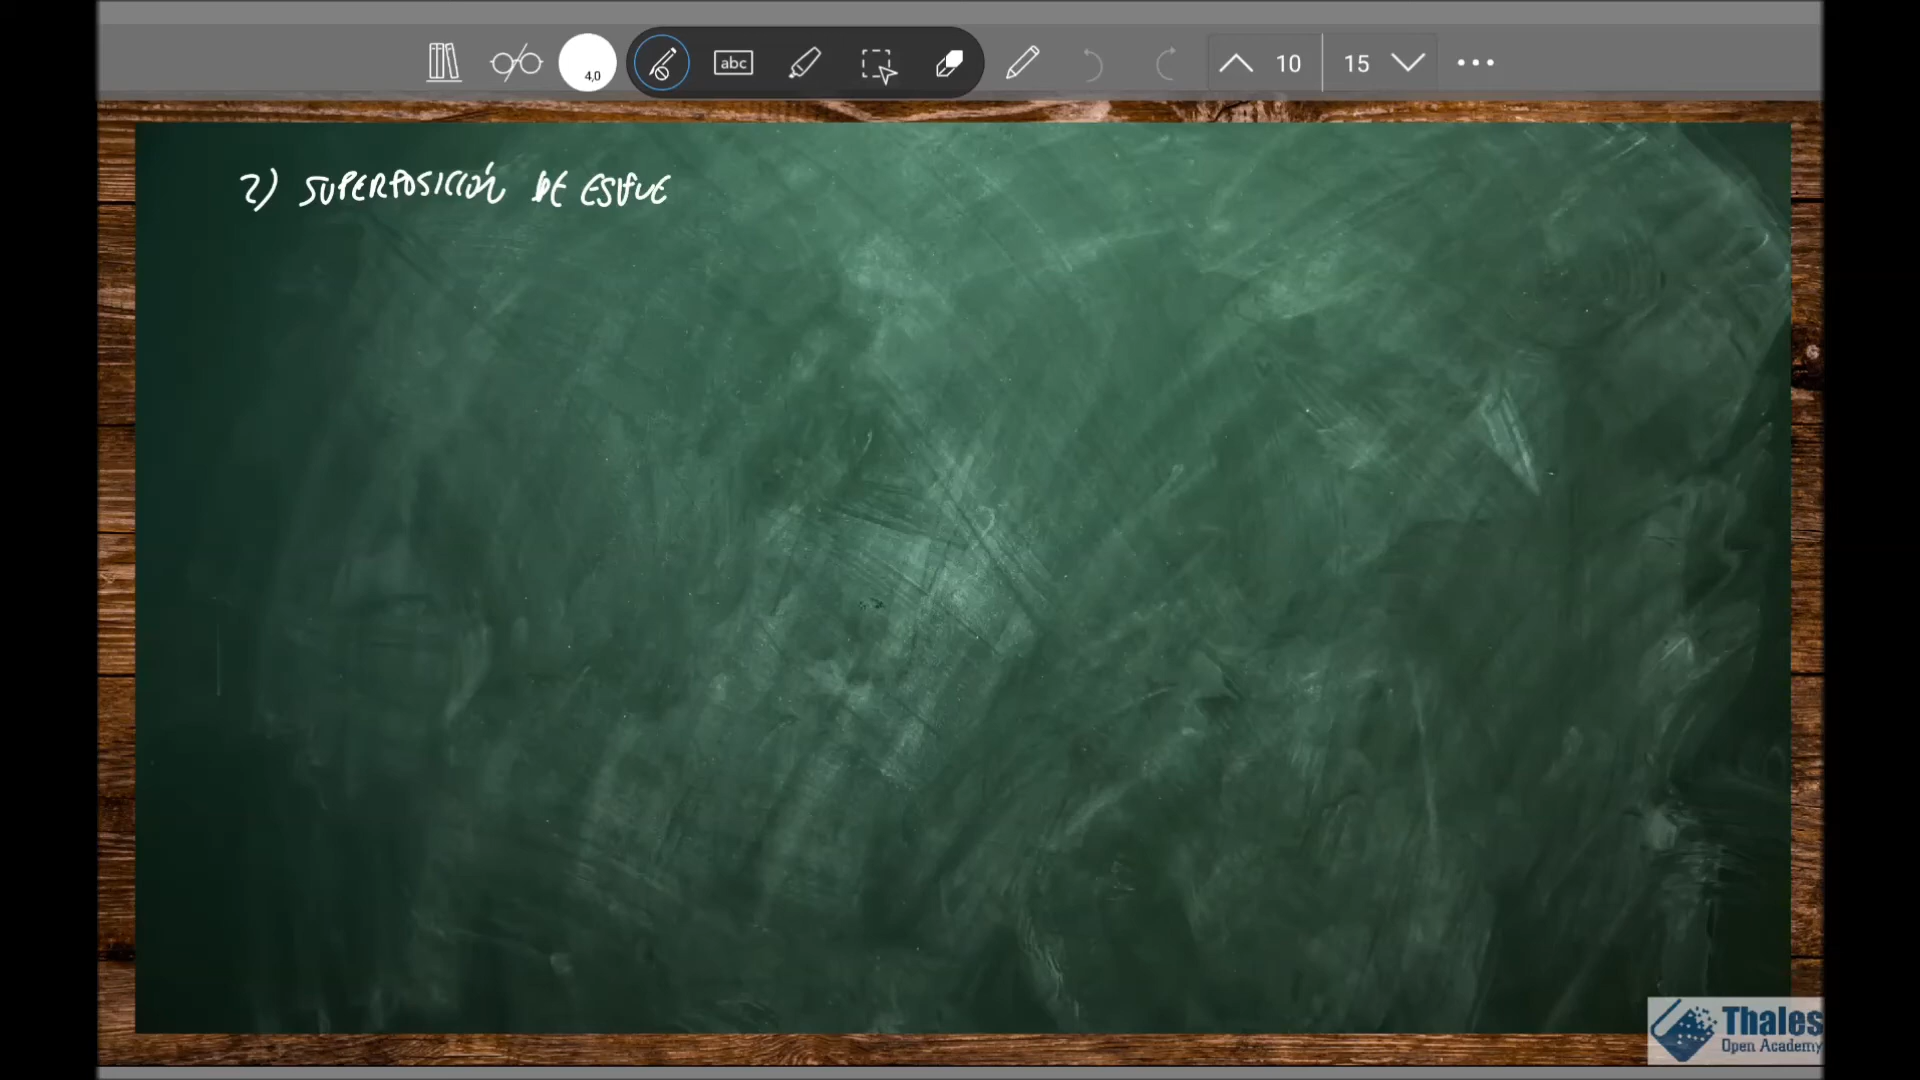 4,0
abc
10
15
2) SUPERPOSICIÓN DE ESFUE
Thales
Open Academy